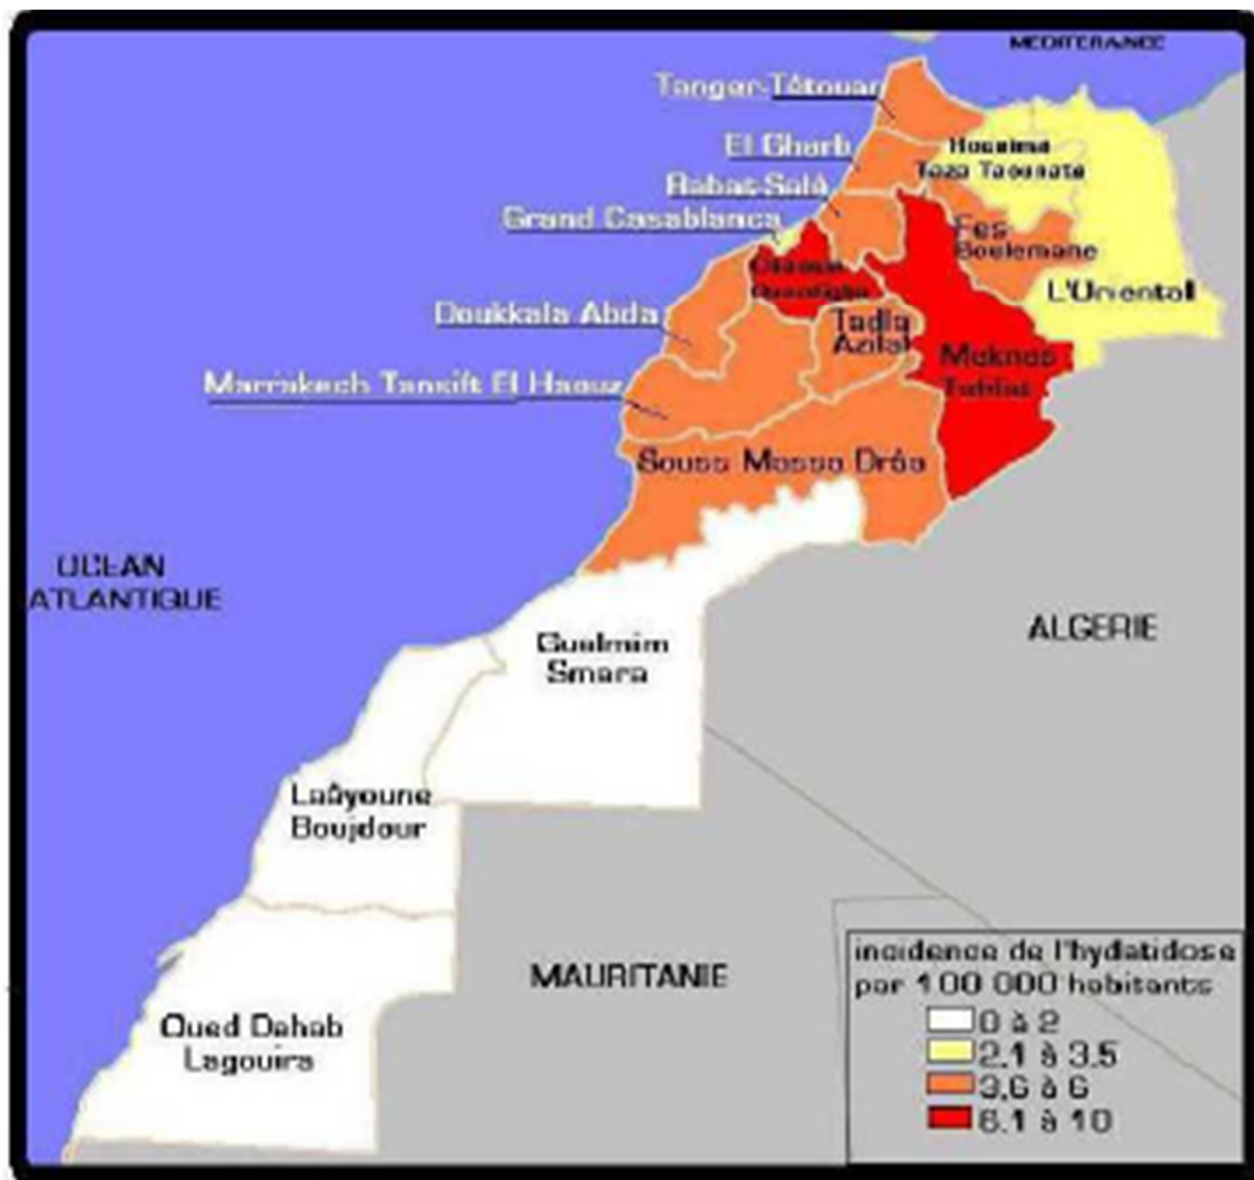 MEDITERANEE
Tanger-Tétouan
El Gharb
Rabat-Salé
Grand Casablanca
Hoceima
Taza Taounate
Fes
Boulemane
L'Oriental
Doukkala Abda
Tadla
Azilal
Meknes
Marrakech Tansift El Haouz
Souss Massa Drâa
OCEAN
ATLANTIQUE
Guelmim
Smara
ALGERIE
Laâyoune
Boujdour
MAURITANIE
Oued Dahab
Lagouira
incidence de l'hydatidose
par 100 000 habitants
0 à 2
2.1 à 3.5
3,6 à 6
6.1 à 10